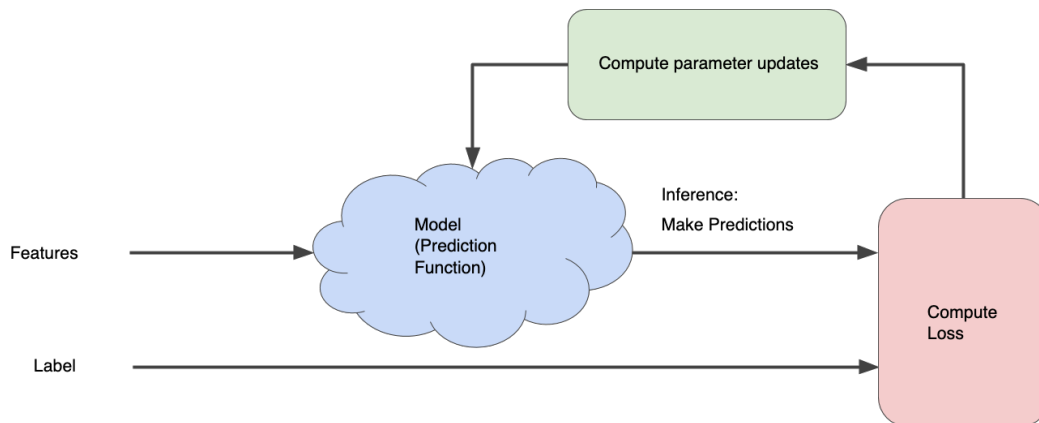 Compute parameter updates
Inference:
Make Predictions
Model
(Prediction
Function)
Features
Compute
Loss
Label